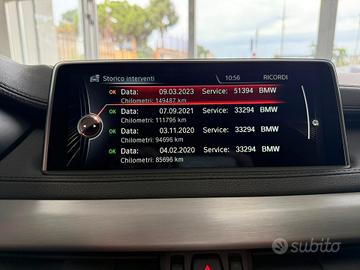 Storico interventi 10:56 RICORDI
OK Data: 09.03.2023 Service: 51394 BMW
Chilometri: 149487 km
OK Data: 07.09.2021 Service: 33294 BMW
Chilometri: 111796 km
OK Data: 03.11.2020 Service: 33294 BMW
Chilometri: 94696 km
OK Data: 04.02.2020 Service: 33294 BMW
Chilometri: 85696 km
subito